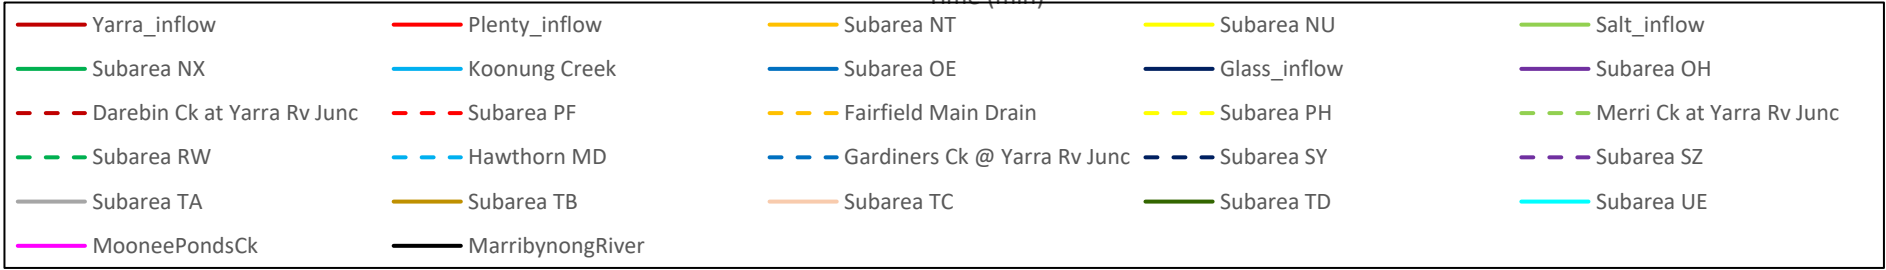 Time (min)
Yarra_inflow Plenty_inflow Subarea NT Subarea NU Salt_inflow
Subarea NX Koonung Creek Subarea OE Glass_inflow Subarea OH
Darebin Ck at Yarra Rv Junc Subarea PF Fairfield Main Drain Subarea PH Merri Ck at Yarra Rv Junc
Subarea RW Hawthorn MD Gardiners Ck @ Yarra Rv Junc Subarea SY Subarea SZ
Subarea TA Subarea TB Subarea TC Subarea TD Subarea UE
MooneePondsCk MarribynongRiver